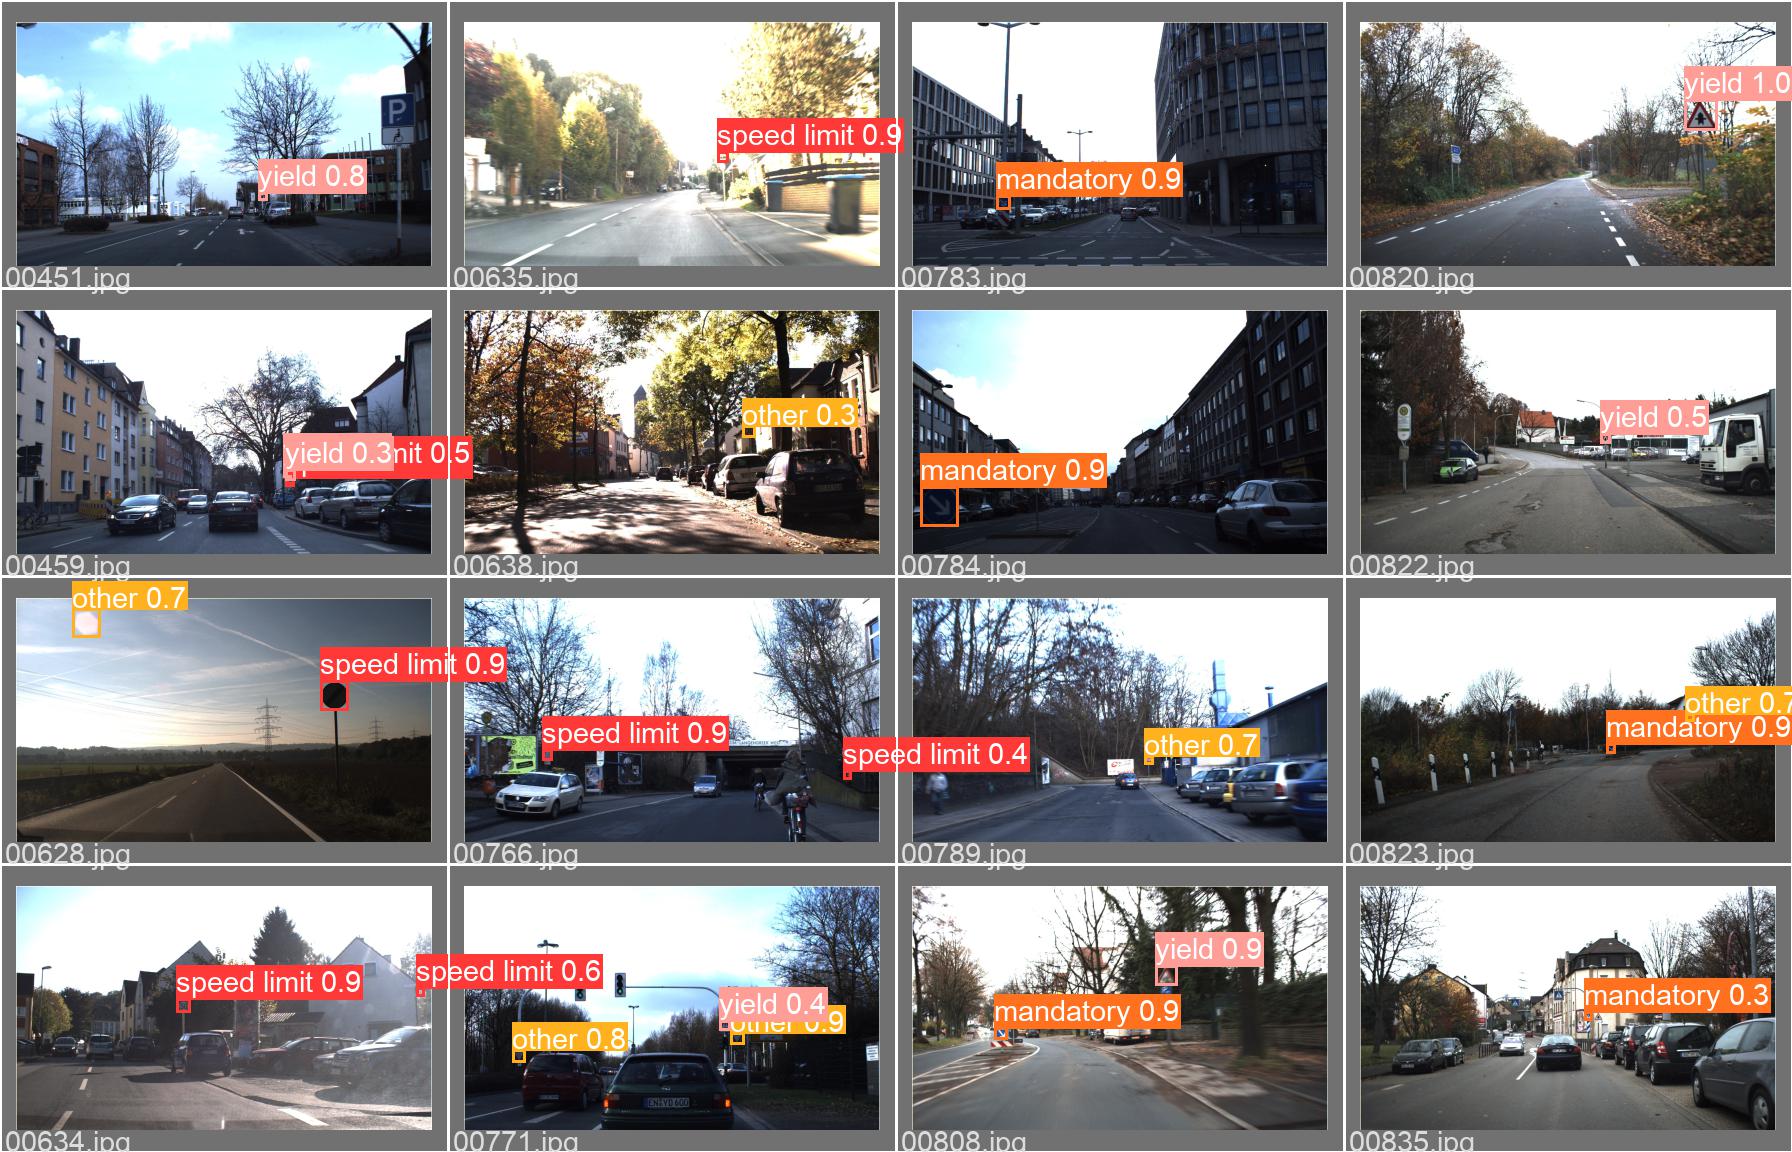 P
yield 0.8
00451.jpg
speed limit 0.9
00635.jpg
mandatory 0.9
00783.jpg
yield 1.0
00820.jpg
yield 0.3 mit 0.5
00459.jpg
other 0.3
00638.jpg
mandatory 0.9
00784.jpg
yield 0.5
00822.jpg
other 0.7
speed limit 0.9
00628.jpg
speed limit 0.9
speed limit 0.4
00766.jpg
other 0.7
00789.jpg
other 0.7
mandatory 0.9
00823.jpg
speed limit 0.9
speed limit 0.6
00634.jpg
yield 0.4
other 0.9
other 0.8
00771.jpg
yield 0.9
mandatory 0.9
00808.jpg
mandatory 0.3
00835.jpg